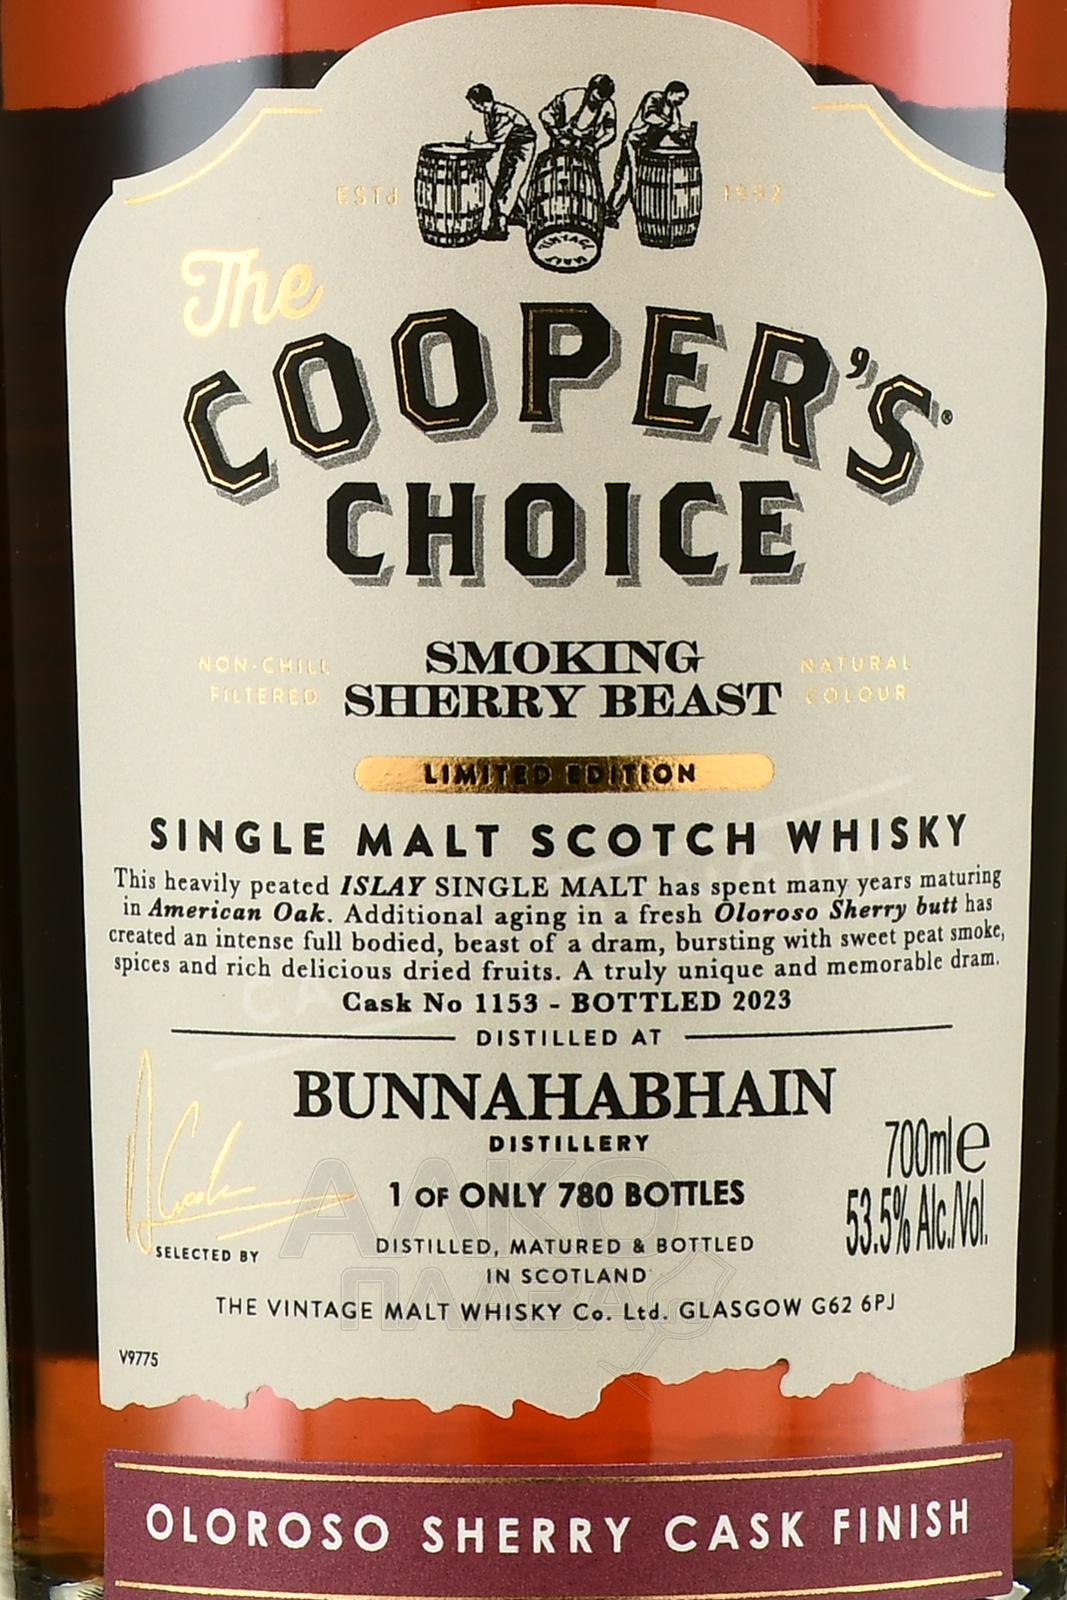 ESTd 1992
VINTAGE
MALT
The
COOPER'S®
CHOICE
NON-CHILL
FILTERED
SMOKING
SHERRY BEAST
NATURAL
COLOUR
LIMITED EDITION
SINGLE MALT SCOTCH WHISKY
This heavily peated ISLAY SINGLE MALT has spent many years maturing
in American Oak. Additional aging in a fresh Oloroso Sherry butt has
created an intense full bodied, beast of a dram, bursting with sweet peat smoke,
spices and rich delicious dried fruits. A truly unique and memorable dram.
Cask No 1153 - BOTTLED 2023
DISTILLED AT
BUNNAHABHAIN
DISTILLERY
700ml e
1 OF ONLY 780 BOTTLES
53.5% Alc./Vol.
SELECTED BY
DISTILLED, MATURED & BOTTLED
IN SCOTLAND
THE VINTAGE MALT WHISKY Co. Ltd. GLASGOW G62 6PJ
V9775
АЛКО
ПЛАЗА
OLOROSO SHERRY CASK FINISH